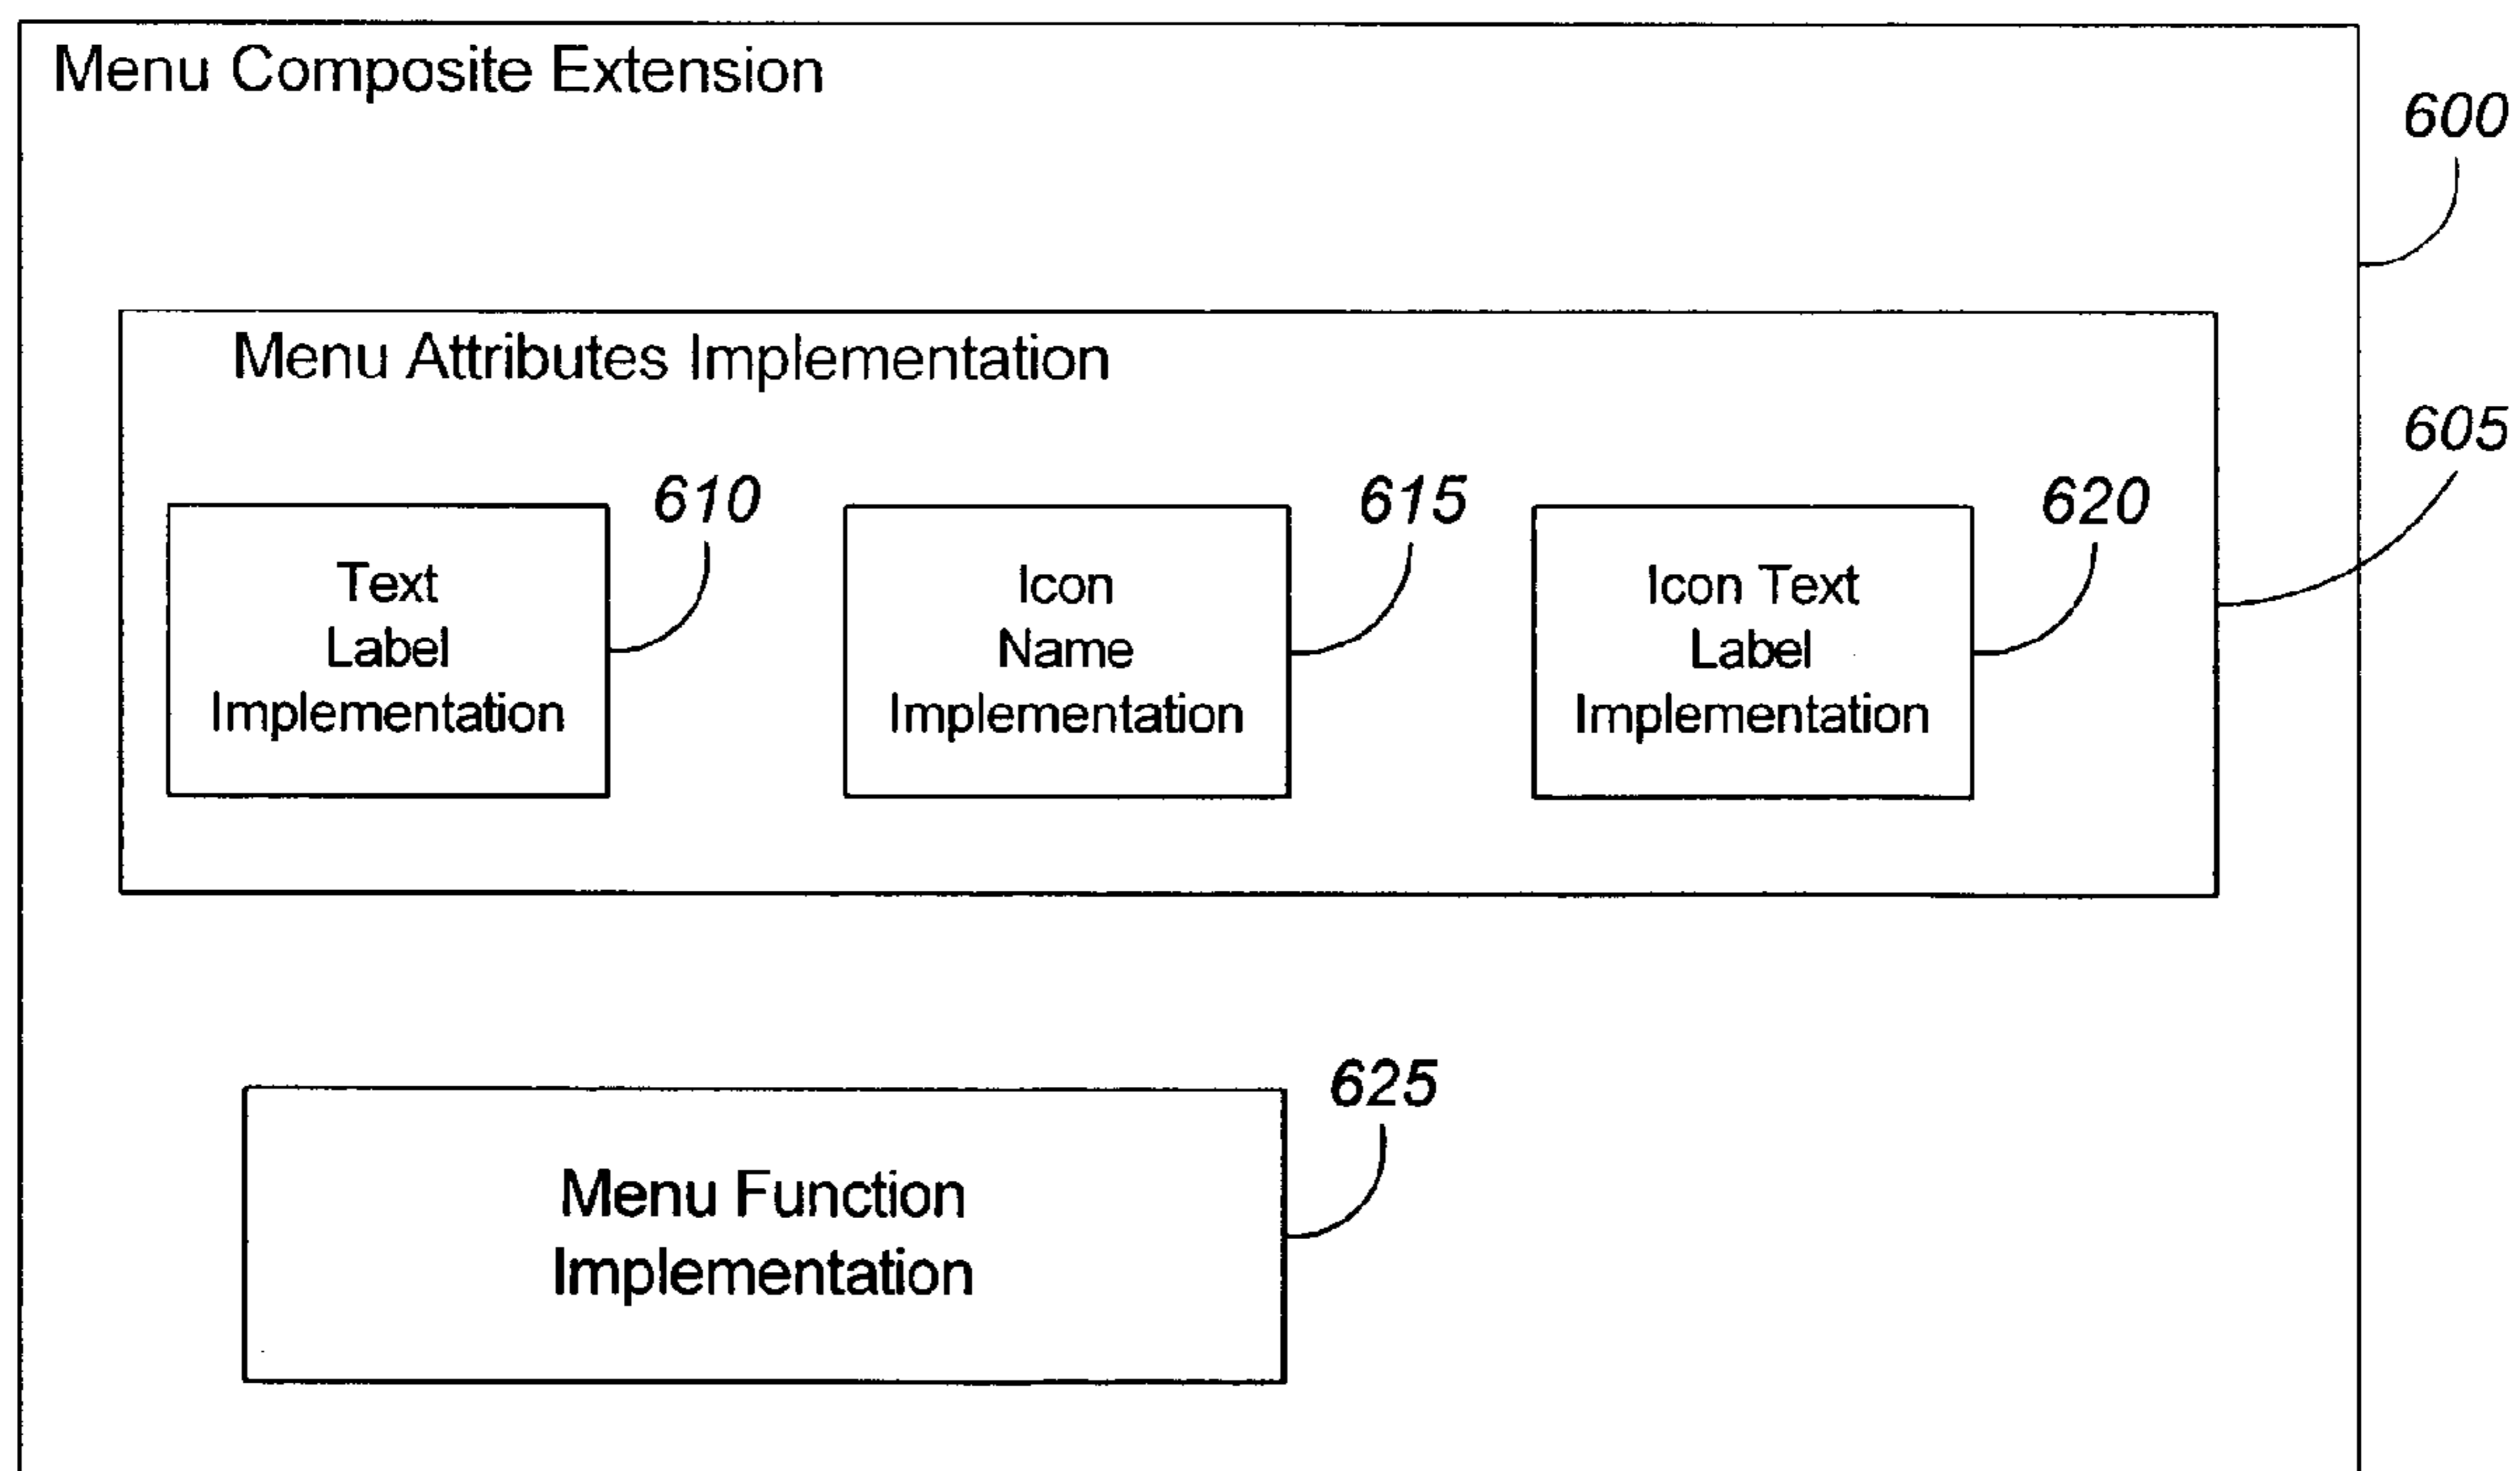 Menu Composite Extension
600
Menu Attributes Implementation
605
610
615
620
Text
Label
Implementation
Icon
Name
Implementation
Icon Text
Label
Implementation
625
Menu Function
Implementation